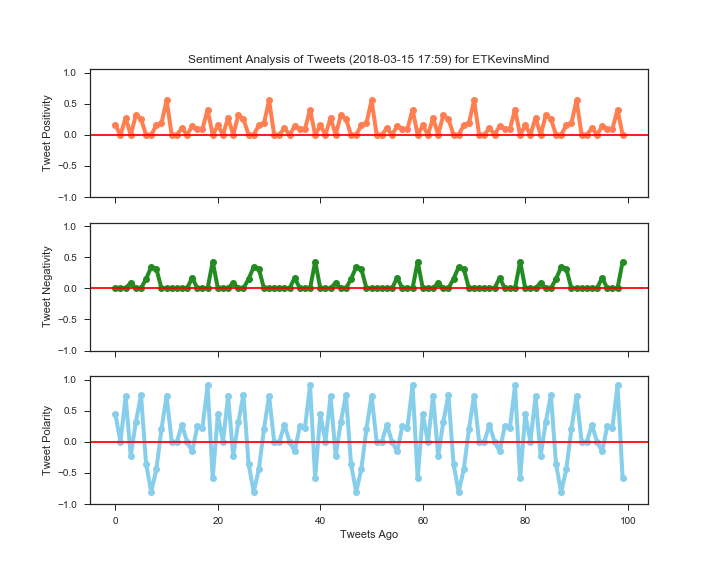 Sentiment Analysis of Tweets (2018-03-15 17:59) for ETKevinsMind
1.0
0.5
0.0
−0.5
−1.0
Tweet Positivity
1.0
0.5
0.0
−0.5
−1.0
Tweet Negativity
1.0
0.5
0.0
−0.5
−1.0
Tweet Polarity
0 20 40 60 80 100
Tweets Ago